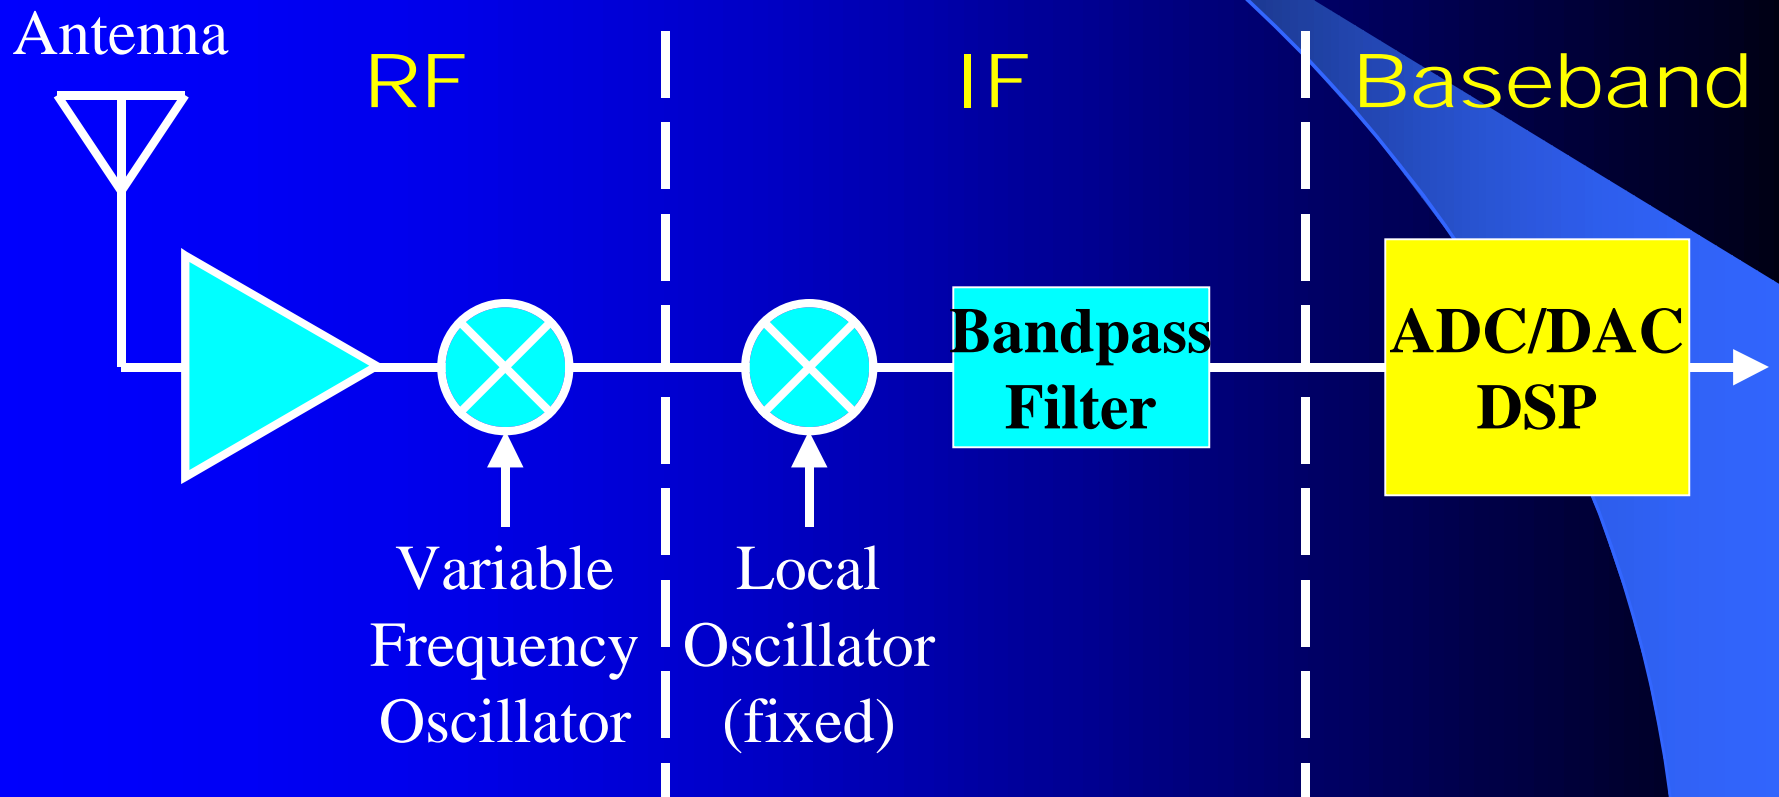 Antenna
RF
IF
Baseband
Bandpass
Filter
ADC/DAC
DSP
Variable
Frequency
Oscillator
Local
Oscillator
(fixed)